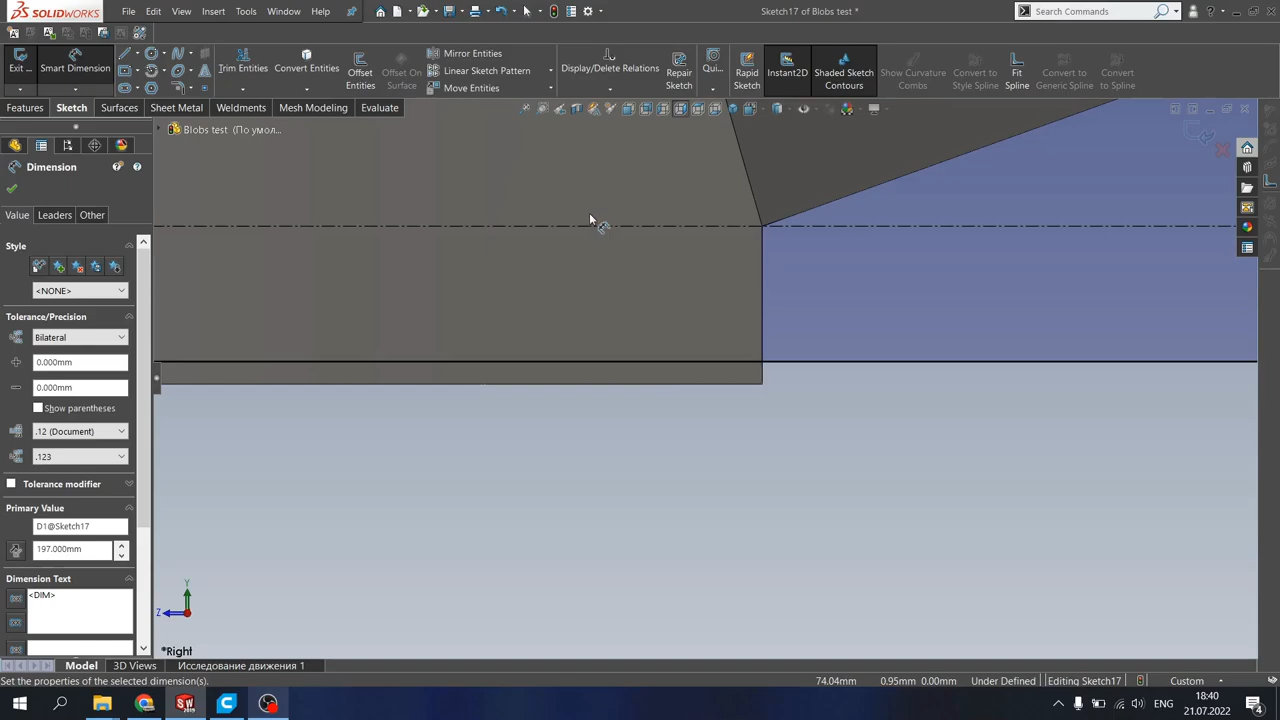 SOLIDWORKS
File
Edit
View
Insert
Tools
Window
Help
Sketch17 of Blobs test *
Search Commands
Exit ...
Smart Dimension
Trim Entities
Convert Entities
Offset Entities
Offset On Surface
Mirror Entities
Linear Sketch Pattern
Move Entities
Display/Delete Relations
Repair Sketch
Qui...
Rapid Sketch
Instant2D
Shaded Sketch Contours
Show Curvature Combs
Convert to Style
Fit Spline
Convert to Generic Spline
Convert to Spline
Features
Sketch
Surfaces
Sheet Metal
Weldments
Mesh Modeling
Evaluate
Blobs test (По умол...
Dimension
Value
Leaders
Other
Style
<NONE>
Tolerance/Precision
Bilateral
0.000mm
0.000mm
Show parentheses
.12 (Document)
.123
Tolerance modifier
Primary Value
D1@Sketch17
197.000mm
Dimension Text
<DIM>
Y
Z
*Right
Model
3D Views
Исследование движения 1
Set the properties of the selected dimension(s).
74.04mm
0.95mm 0.00mm
Under Defined
Editing Sketch17
Custom
ENG
18:40
21.07.2022
4